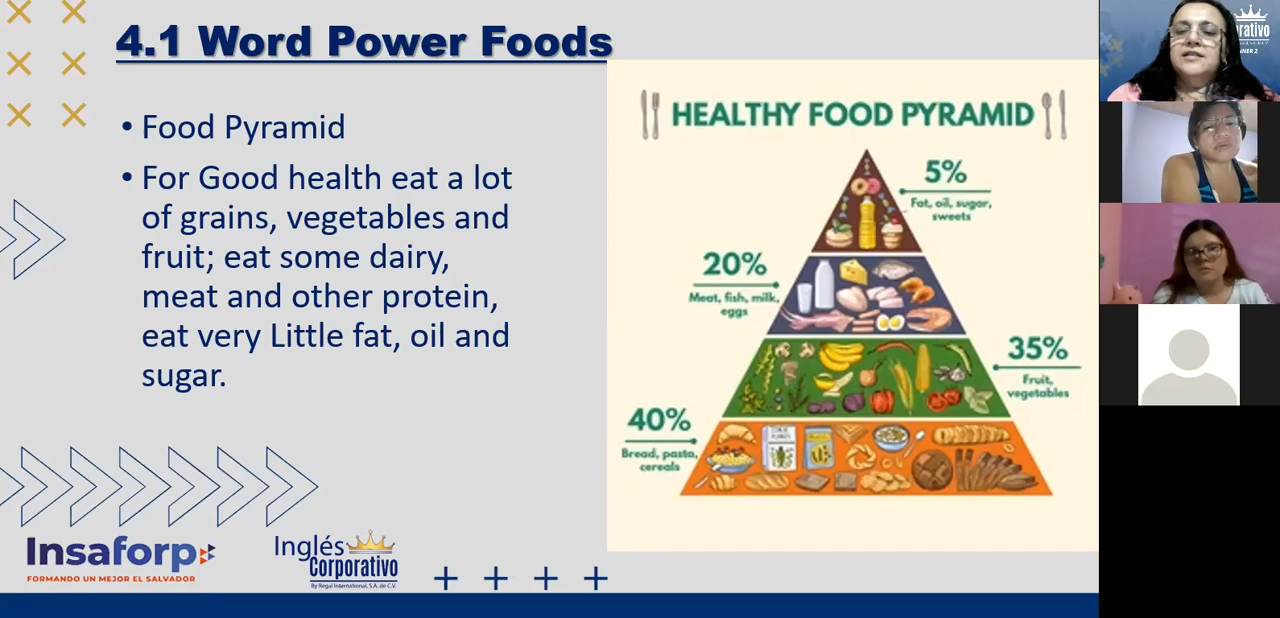 4.1 Word Power Foods
• Food Pyramid
• For Good health eat a lot
of grains, vegetables and
fruit; eat some dairy,
meat and other protein,
eat very Little fat, oil and
sugar.
HEALTHY FOOD PYRAMID
5%
Fat, oil, sugar,
sweets
20%
Meat, fish, milk,
eggs
35%
Fruit,
vegetables
40%
Bread, pasta,
cereals
Insaforp
FORMANDO UN MEJOR EL SALVADOR
Inglés
Corporativo
By Regal International, S.A. de C.V.